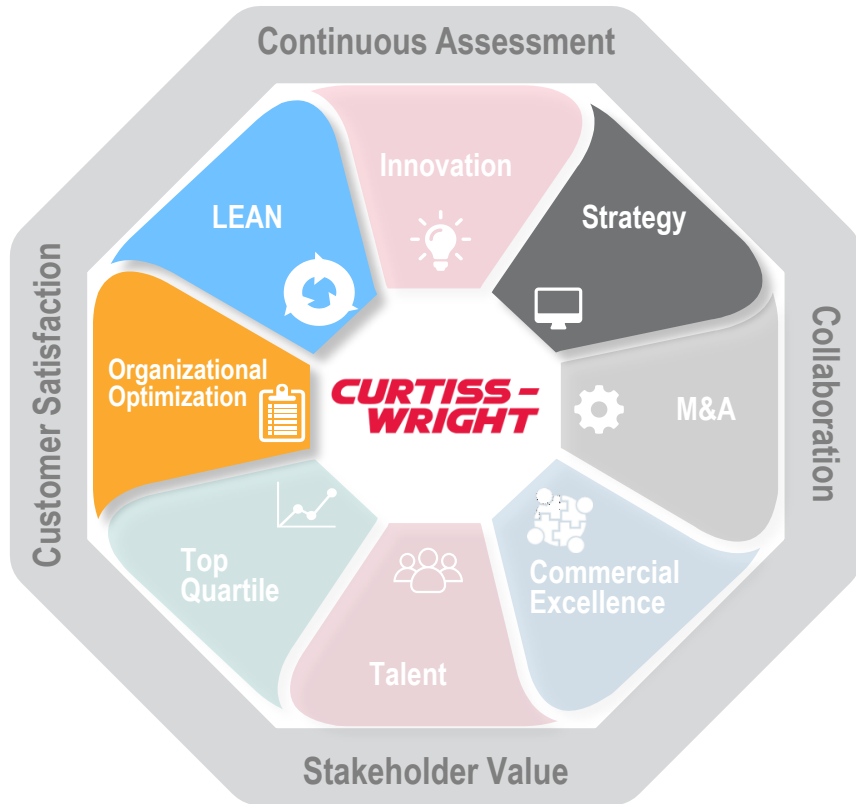 Continuous Assessment
Innovation
LEAN
Strategy
Customer Satisfaction
Organizational
Optimization
CURTISS-
WRIGHT
M&A
Collaboration
Top
Quartile
Commercial
Excellence
Talent
Stakeholder Value